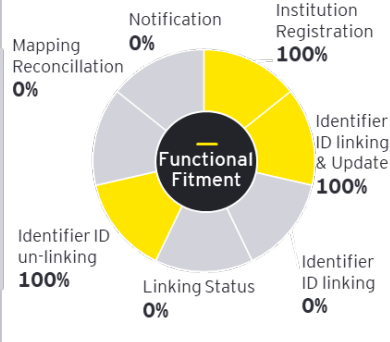 Notification
0%
Institution
Registration
100%
Mapping
Reconcillation
0%
Identifier
ID linking
& Update
100%
Functional
Fitment
Identifier ID
un-linking
100%
Linking Status
0%
Identifier
ID linking
0%